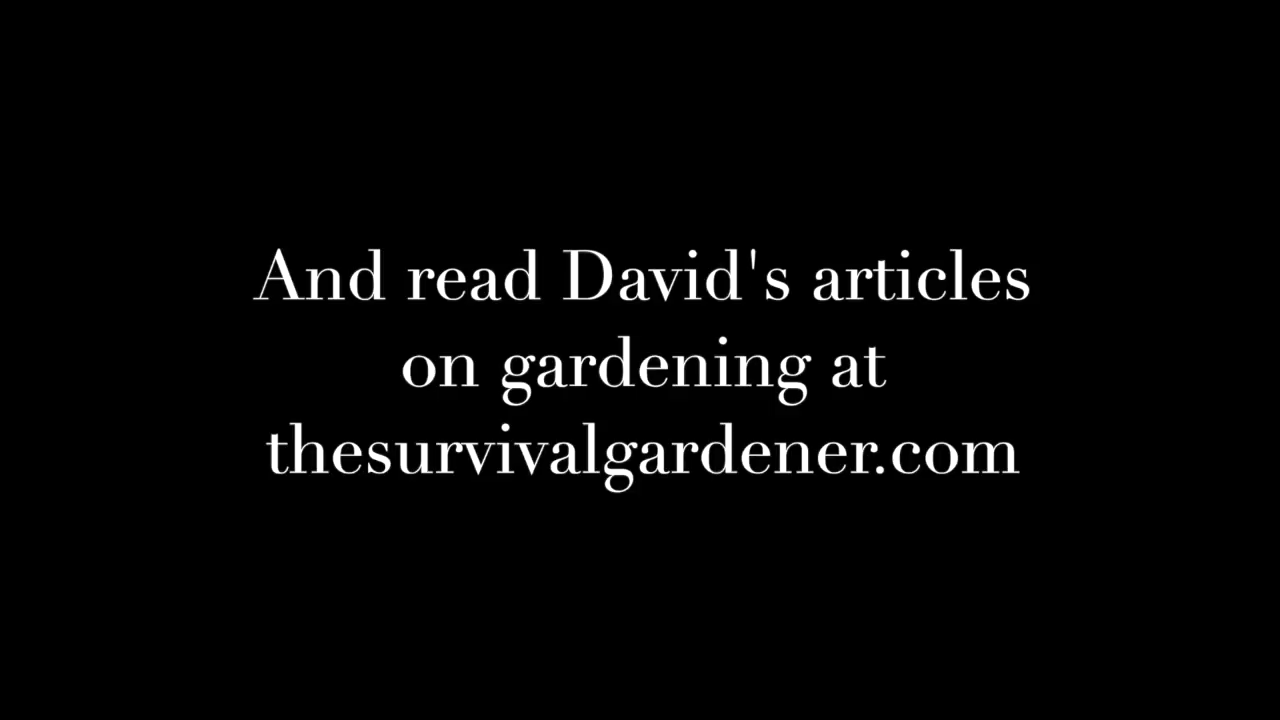 And read David's articles
on gardening at
thesurvivalgardener.com